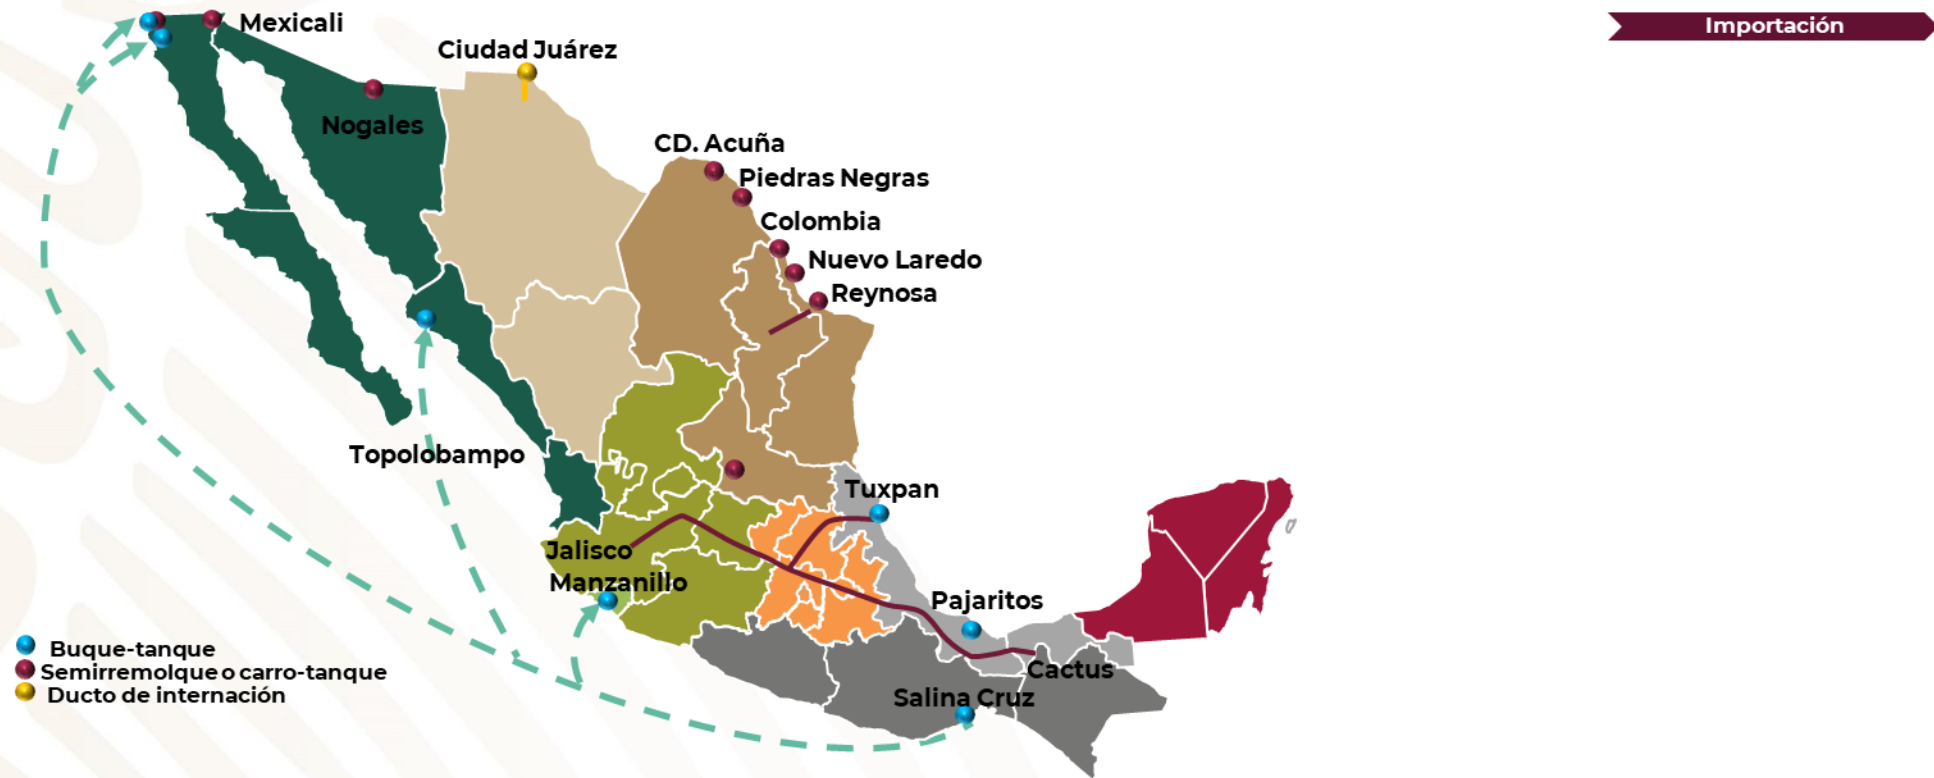 Importación
Mexicali
Ciudad Juárez
Nogales
CD. Acuña
Piedras Negras
Colombia
Nuevo Laredo
Reynosa
Topolobampo
Tuxpan
Jalisco
Manzanillo
Pajaritos
Cactus
Salina Cruz
Buque-tanque
Semirremolque o carro-tanque
Ducto de internación